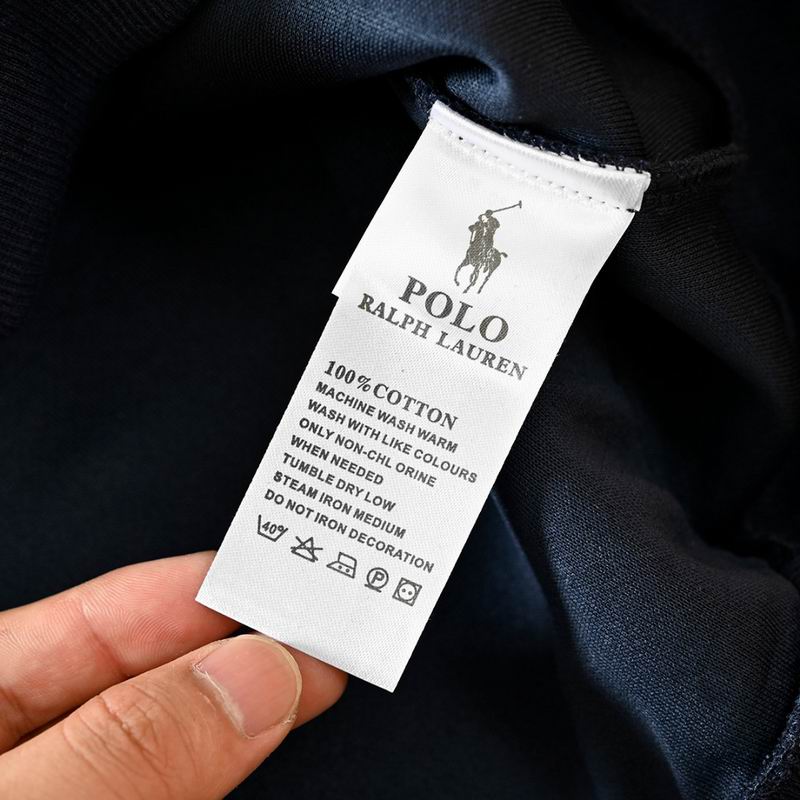 POLO
RALPH LAUREN
100% COTTON
MACHINE WASH WARM
WASH WITH LIKE COLOURS
ONLY NON-CHL ORINE
WHEN NEEDED
TUMBLE DRY LOW
STEAM IRON MEDIUM
DO NOT IRON DECORATION
40° P